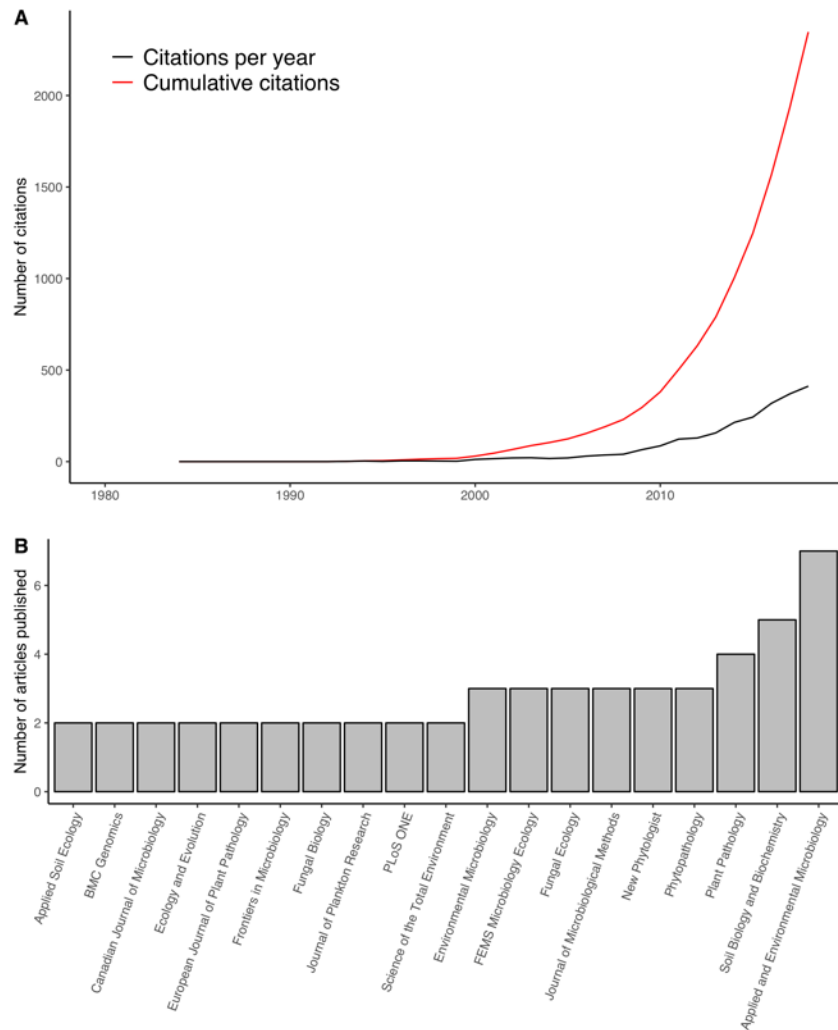 A
Citations per year
Cumulative citations
Number of citations
2000
1500
1000
500
0
1980
1990
2000
2010
B
Number of articles published
6
4
2
0
Applied Soil Ecology
BMC Genomics
Canadian Journal of Microbiology
Ecology and Evolution
European Journal of Plant Pathology
Frontiers in Microbiology
Fungal Biology
Journal of Plankton Research
PLoS ONE
Science of the Total Environment
Environmental Microbiology
FEMS Microbiology Ecology
Fungal Ecology
Journal of Microbiological Methods
New Phytologist
Phytopathology
Plant Pathology
Soil Biology and Biochemistry
Applied and Environmental Microbiology